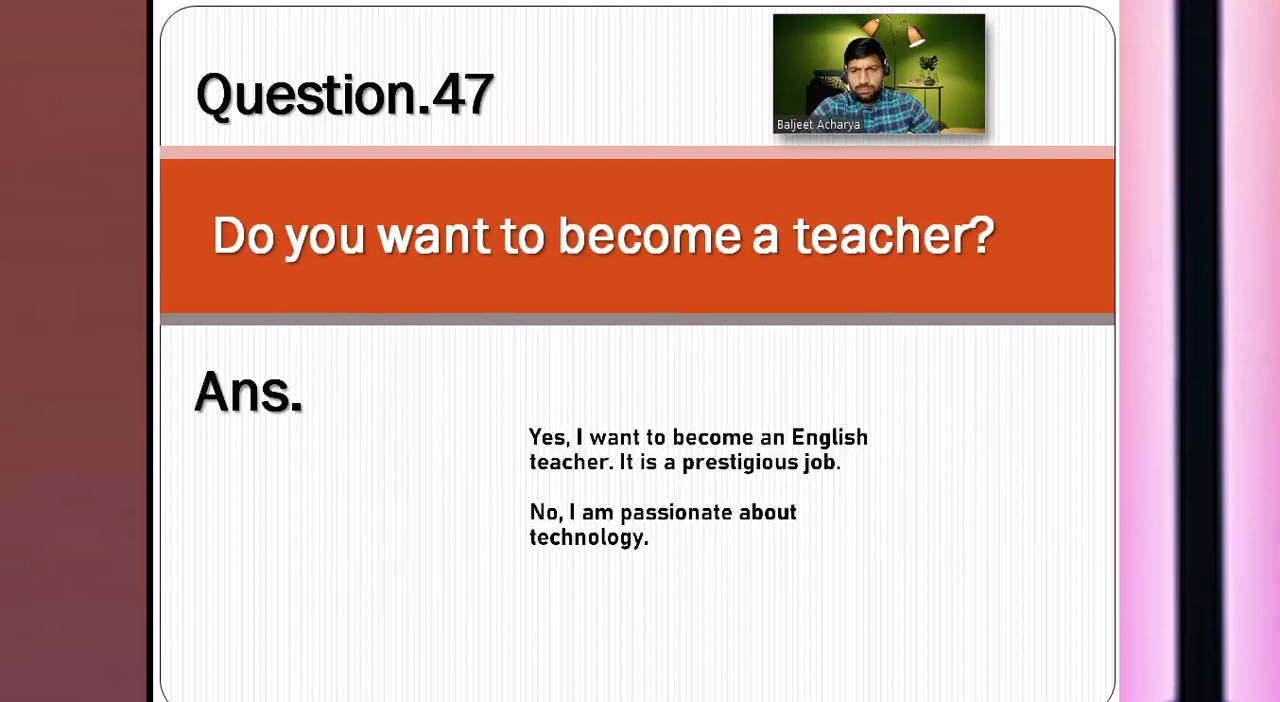 Question.47
Baljeet Acharya
Do you want to become a teacher?
Ans.
Yes, I want to become an English
teacher. It is a prestigious job.
No, I am passionate about
technology.